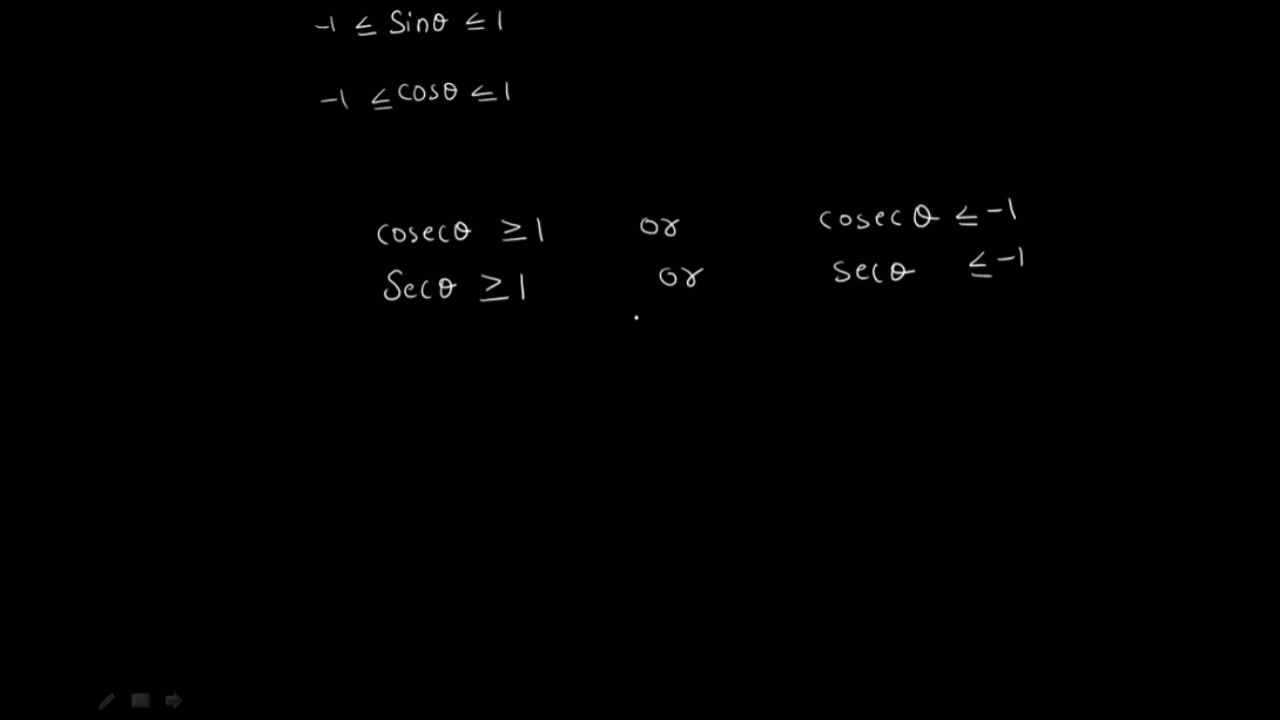 -1 ≤ Sinθ ≤ 1
-1 ≤ cosθ ≤ 1
cosecθ ≥ 1 or cosecθ ≤ -1
Secθ ≥ 1 or secθ ≤ -1